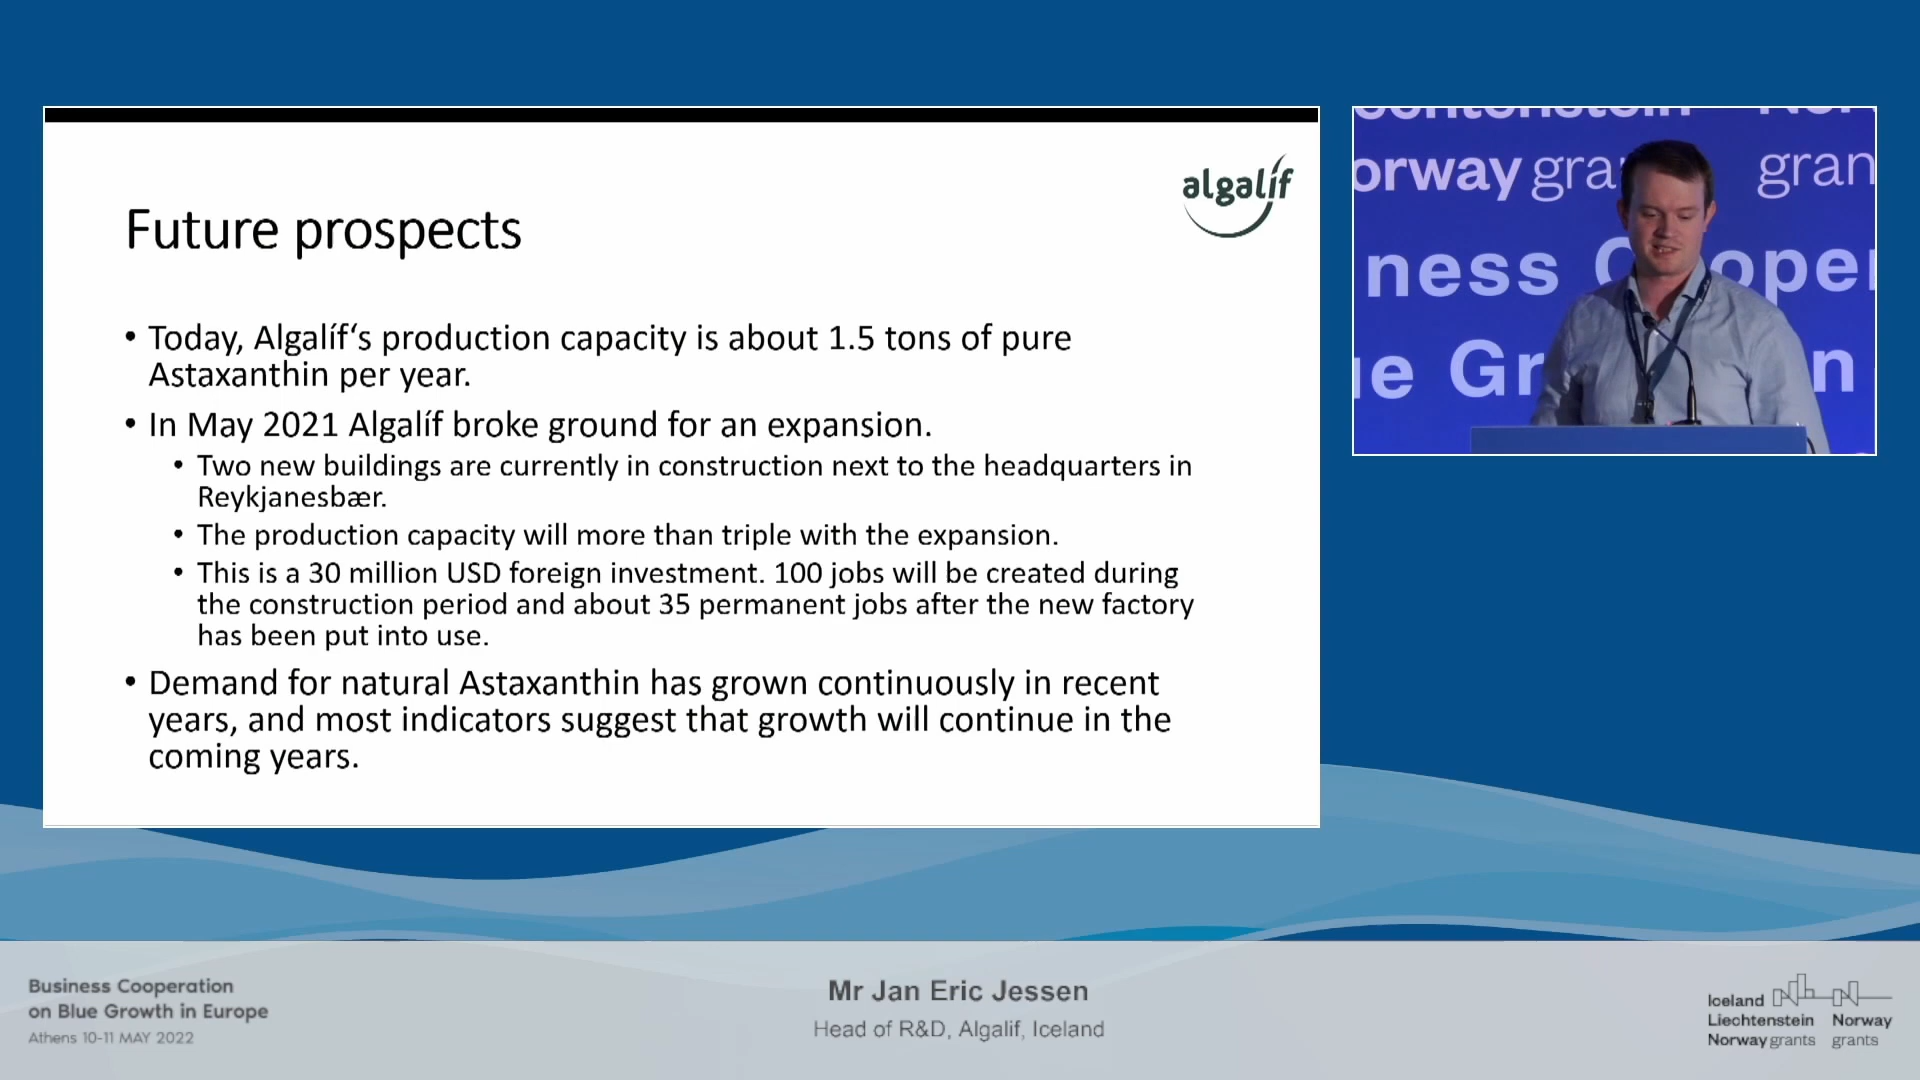 algalíf
Future prospects
• Today, Algalíf‘s production capacity is about 1.5 tons of pure
Astaxanthin per year.
• In May 2021 Algalíf broke ground for an expansion.
• Two new buildings are currently in construction next to the headquarters in
Reykjanesbær.
• The production capacity will more than triple with the expansion.
• This is a 30 million USD foreign investment. 100 jobs will be created during
the construction period and about 35 permanent jobs after the new factory
has been put into use.
• Demand for natural Astaxanthin has grown continuously in recent
years, and most indicators suggest that growth will continue in the
coming years.
orway gra gran
ness C oper
ue Gr n
Business Cooperation
on Blue Growth in Europe
Athens 10-11 MAY 2022
Mr Jan Eric Jessen
Head of R&D, Algalif, Iceland
Iceland
Liechtenstein Norway
Norway grants grants